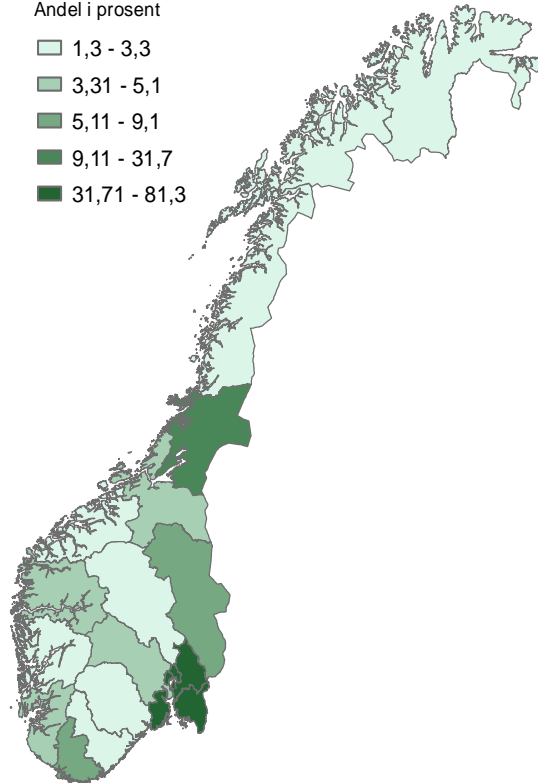 Andel i prosent
1,3 - 3,3
3,31 - 5,1
5,11 - 9,1
9,11 - 31,7
31,71 - 81,3